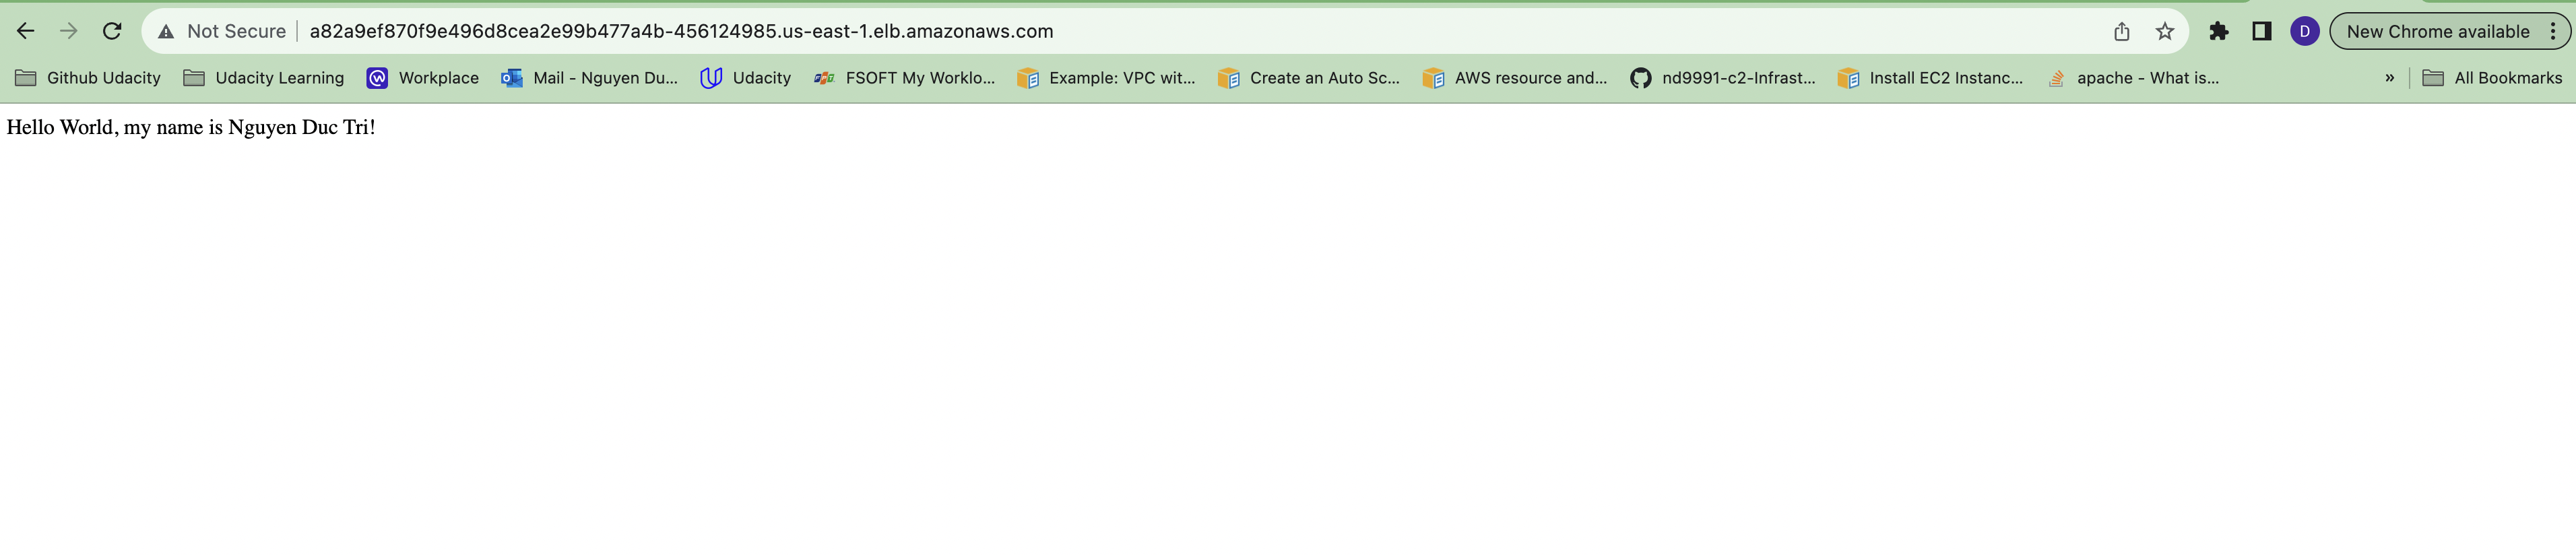 Not Secure a82a9ef870f9e496d8cea2e99b477a4b-456124985.us-east-1.elb.amazonaws.com D New Chrome available
Github Udacity Udacity Learning Workplace Mail - Nguyen Du... Udacity FSOFT My Worklo... Example: VPC wit... Create an Auto Sc... AWS resource and... nd9991-c2-Infrast... Install EC2 Instanc... apache - What is... » All Bookmarks
Hello World, my name is Nguyen Duc Tri!